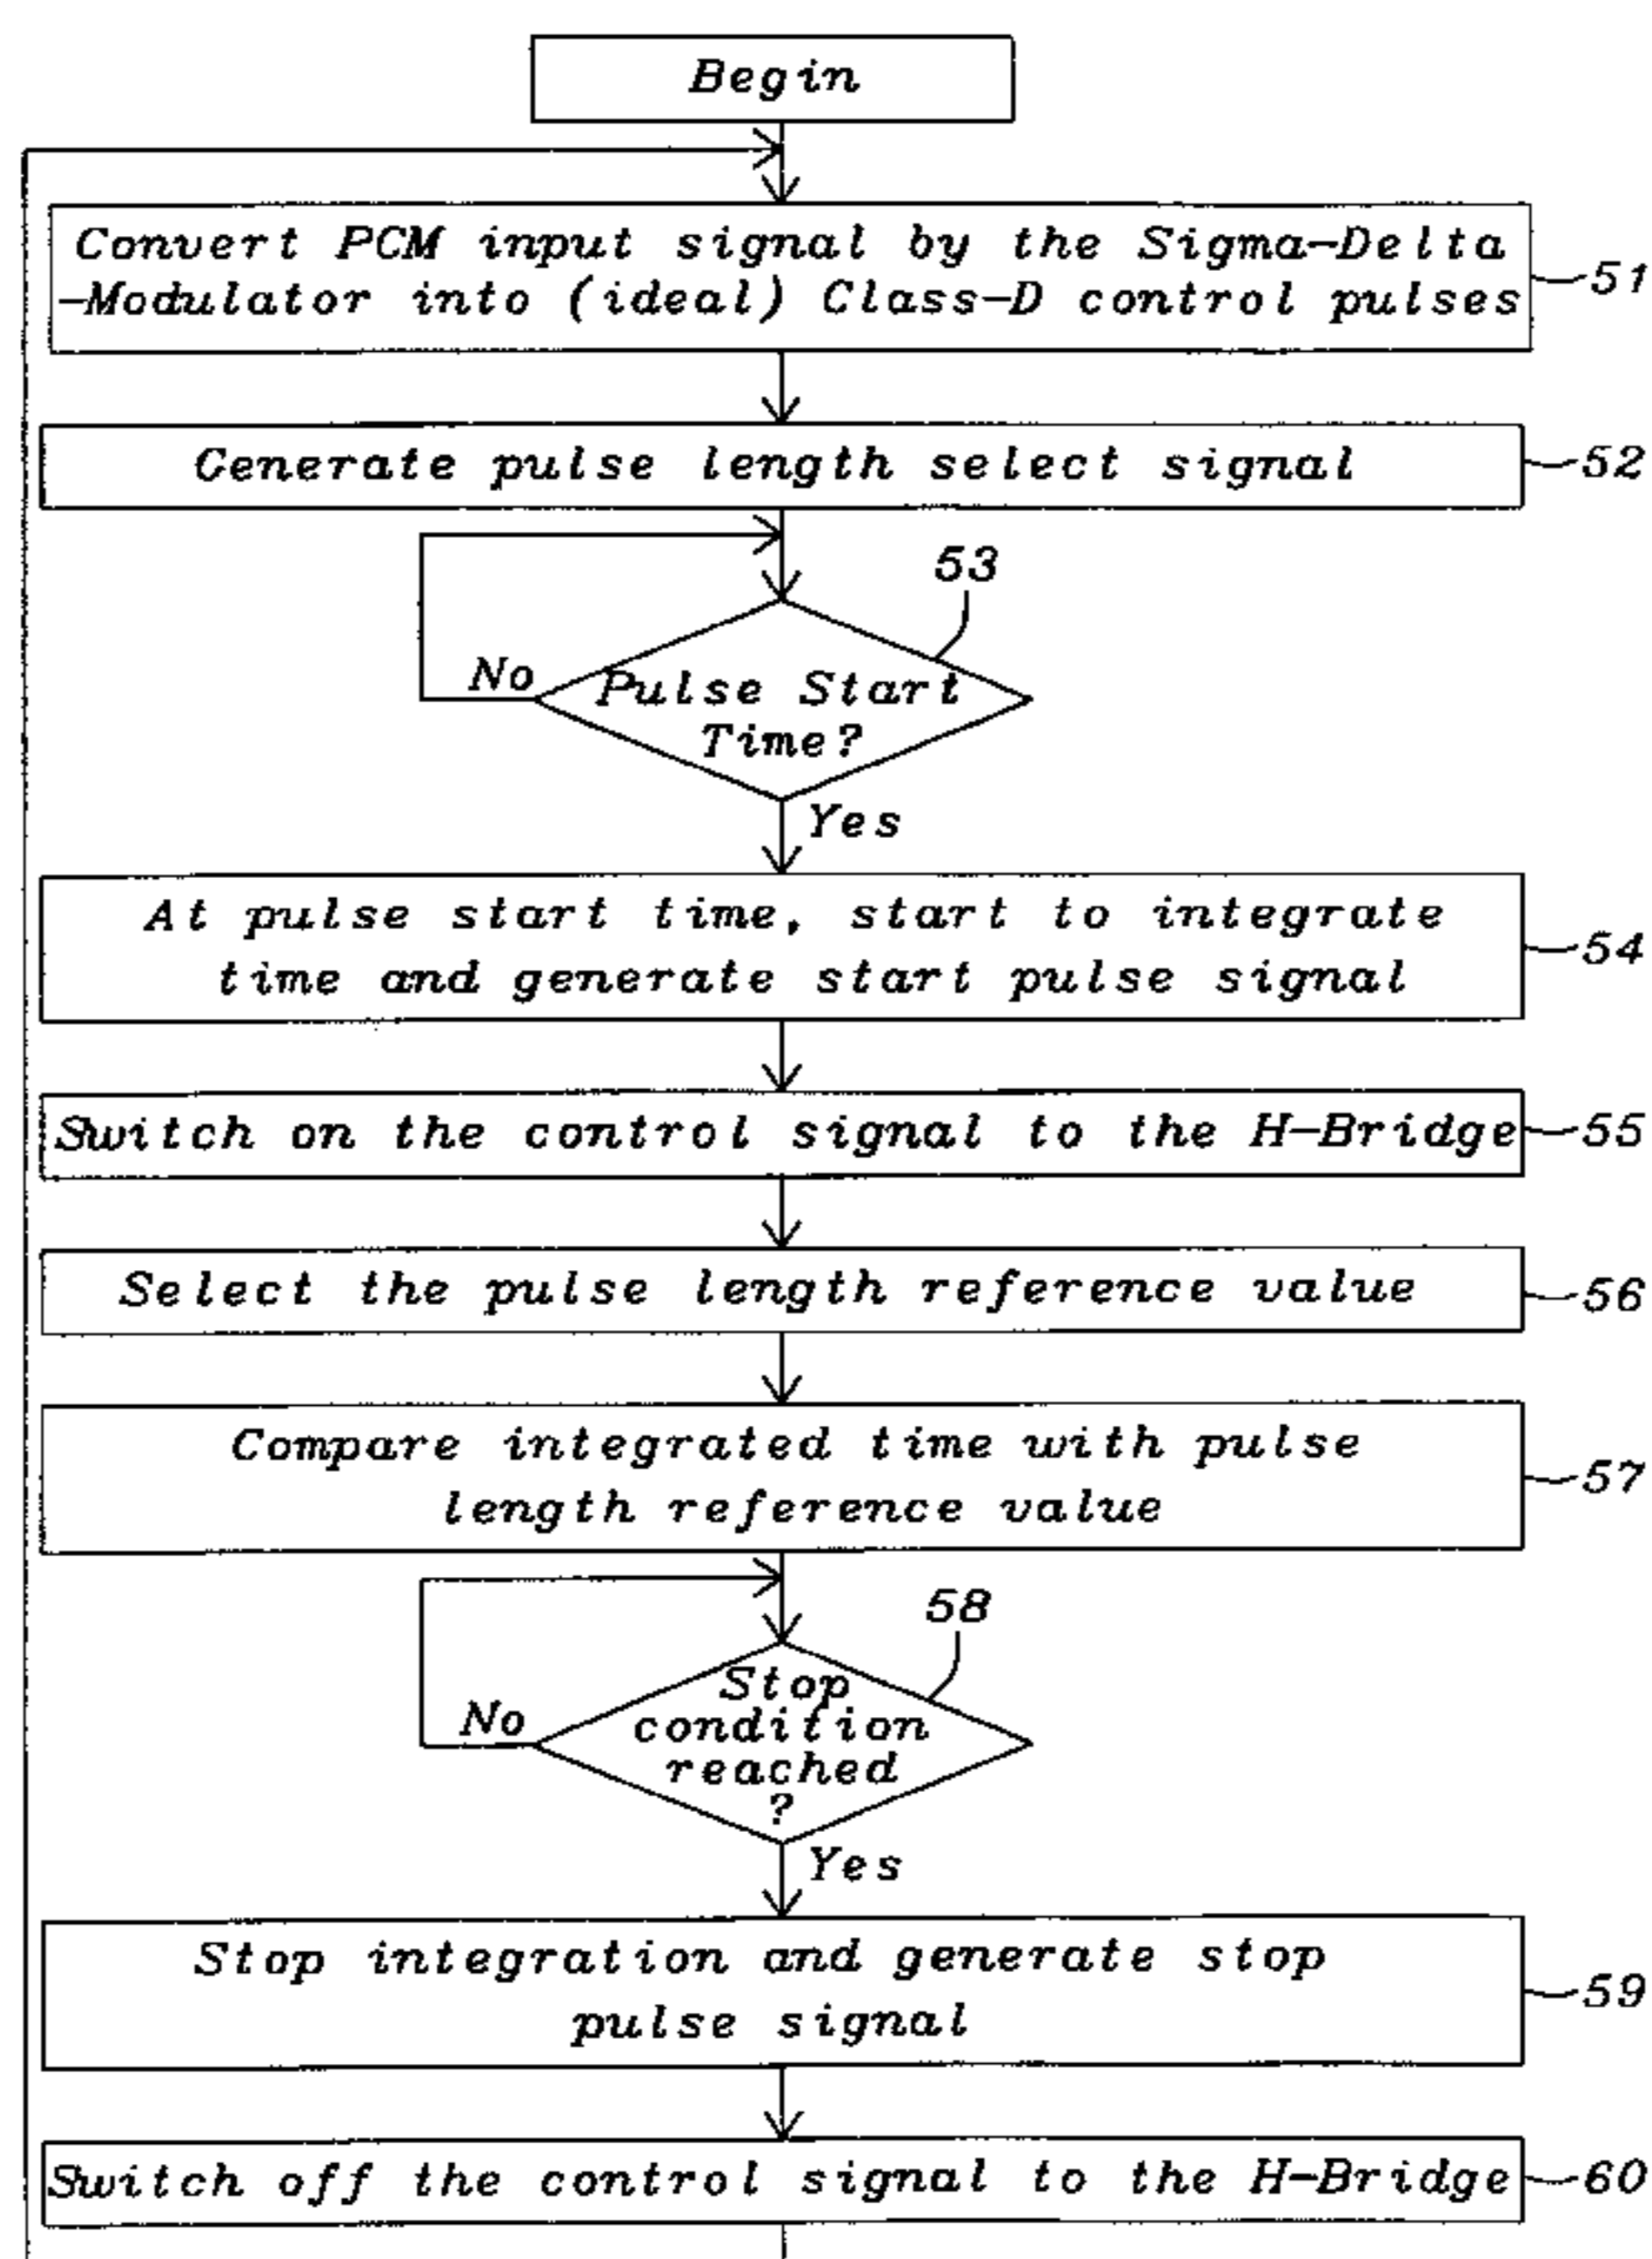 Begin
Convert PCM input signal by the Sigma-Delta
-Modulator into (ideal) Class-D control pulses
51
Generate pulse length select signal
52
53
No
Pulse Start
Time?
Yes
At pulse start time, start to integrate
time and generate start pulse signal
54
Switch on the control signal to the H-Bridge
55
Select the pulse length reference value
56
Compare integrated time with pulse
length reference value
57
58
No
Stop
condition
reached
?
Yes
Stop integration and generate stop
pulse signal
59
Switch off the control signal to the H-Bridge
60